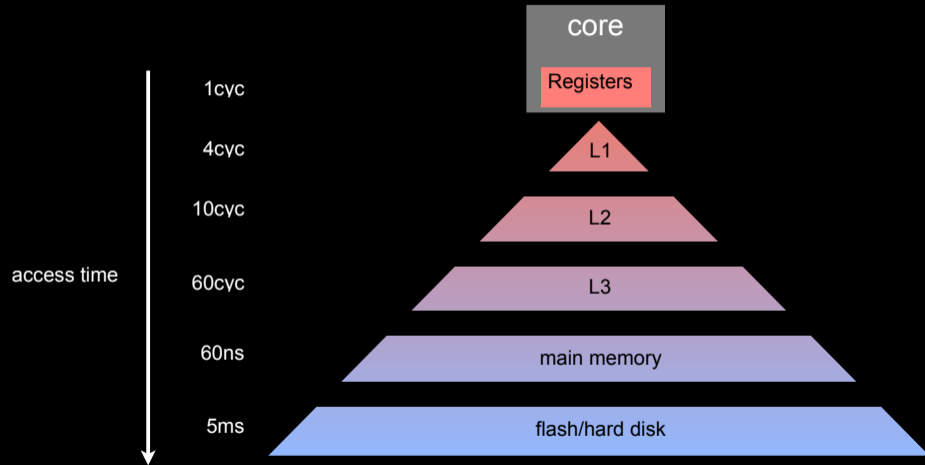 core
Registers
1cyc
4cyc
L1
10cyc
L2
access time
60cyc
L3
60ns
main memory
5ms
flash/hard disk